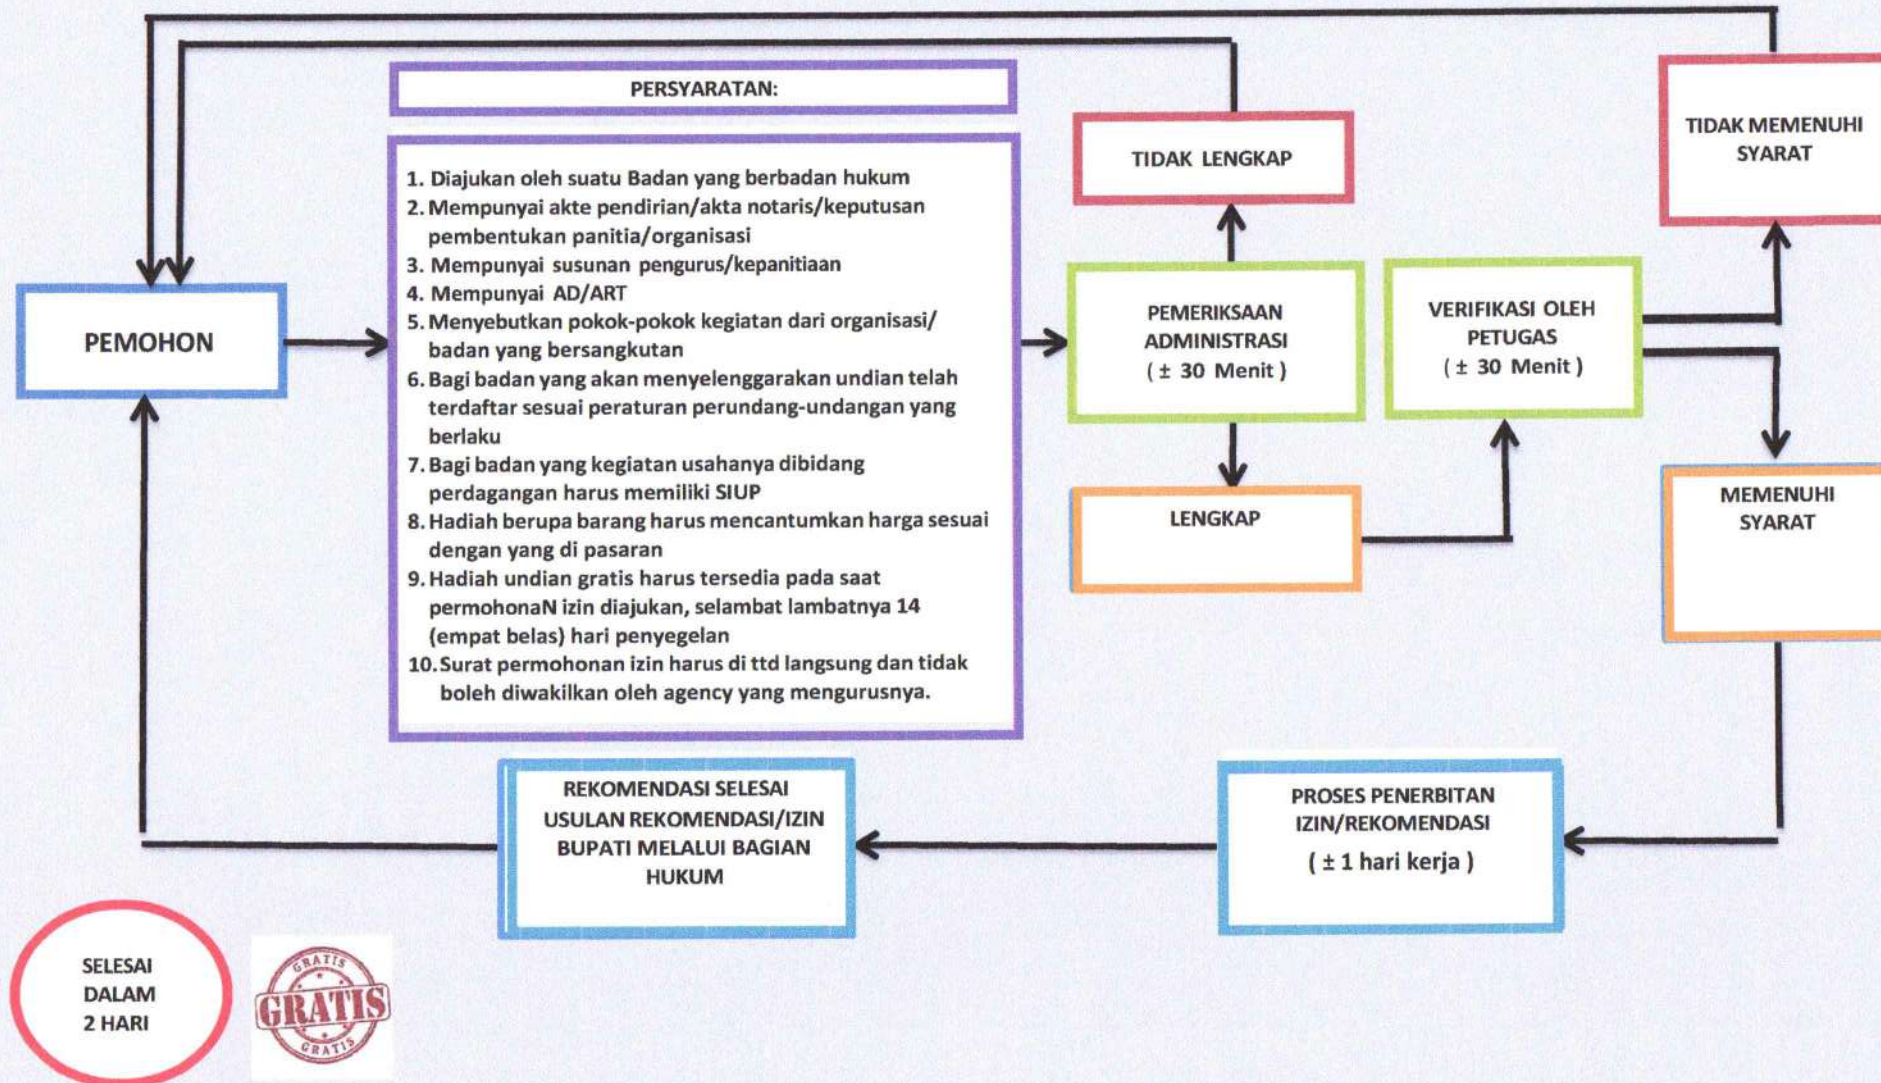 PERSYARATAN:
1. Diajukan oleh suatu Badan yang berbadan hukum
2. Mempunyai akte pendirian/akta notaris/keputusan
pembentukan panitia/organisasi
3. Mempunyai susunan pengurus/kepanitiaan
4. Mempunyai AD/ART
5. Menyebutkan pokok-pokok kegiatan dari organisasi/
badan yang bersangkutan
6. Bagi badan yang akan menyelenggarakan undian telah
terdaftar sesuai peraturan perundang-undangan yang
berlaku
7. Bagi badan yang kegiatan usahanya dibidang
perdagangan harus memiliki SIUP
8. Hadiah berupa barang harus mencantumkan harga sesuai
dengan yang di pasaran
9. Hadiah undian gratis harus tersedia pada saat
permohonaN izin diajukan, selambat lambatnya 14
(empat belas) hari penyegelan
10. Surat permohonan izin harus di ttd langsung dan tidak
boleh diwakilkan oleh agency yang mengurusnya.
PEMOHON
TIDAK LENGKAP
PEMERIKSAAN
ADMINISTRASI
( ± 30 Menit )
LENGKAP
VERIFIKASI OLEH
PETUGAS
( ± 30 Menit )
TIDAK MEMENUHI
SYARAT
MEMENUHI
SYARAT
PROSES PENERBITAN
IZIN/REKOMENDASI
( ± 1 hari kerja )
REKOMENDASI SELESAI
USULAN REKOMENDASI/IZIN
BUPATI MELALUI BAGIAN
HUKUM
SELESAI
DALAM
2 HARI
GRATIS
GRATIS
GRATIS